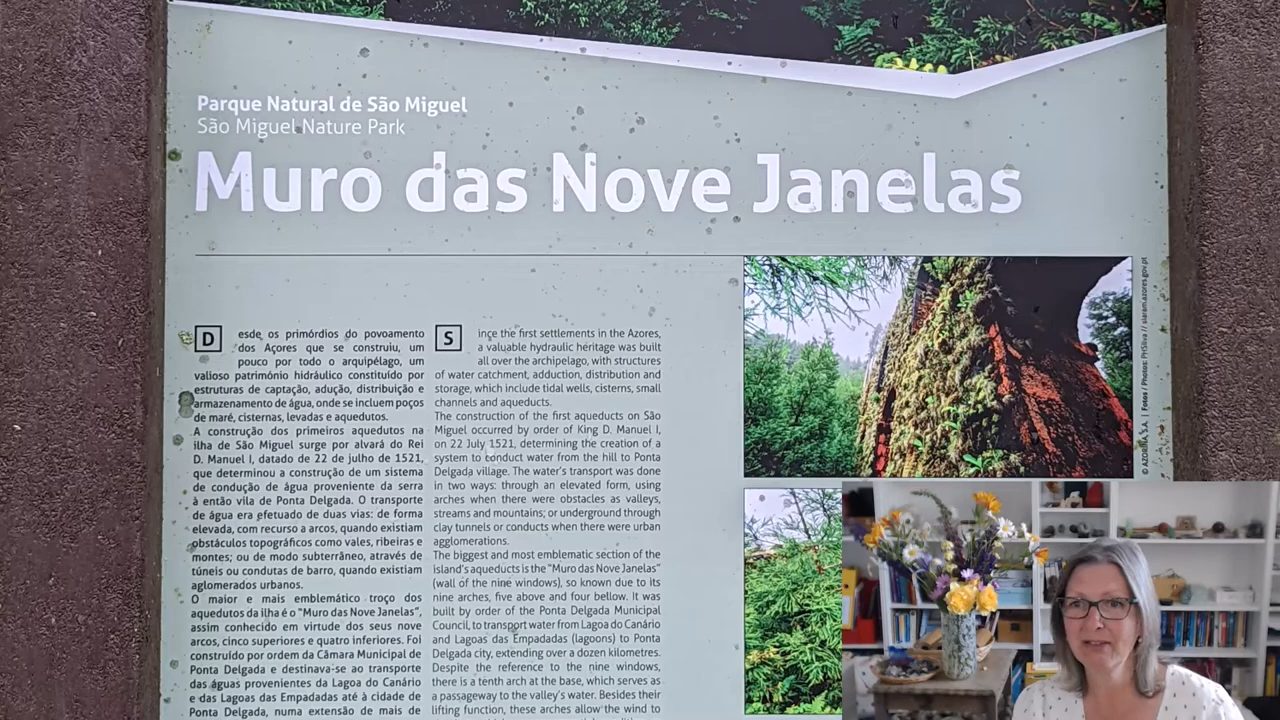 Parque Natural de São Miguel
São Miguel Nature Park
Muro das Nove Janelas
Desde os primórdios do povoamento
dos Açores que se construiu, um
pouco por todo o arquipélago, um
valioso património hidráulico constituído por
estruturas de captação, adução, distribuição e
armazenamento de água, onde se incluem poços
de maré, cisternas, levadas e aquedutos.
A construção dos primeiros aquedutos na
ilha de São Miguel surge por alvará do Rei
D. Manuel I, datado de 22 de julho de 1521,
que determinou a construção de um sistema
de condução de água proveniente da serra
à então vila de Ponta Delgada. O transporte
de água era efetuado de duas vias: de forma
elevada, com recurso a arcos, quando existiam
obstáculos topográficos como vales, ribeiras e
montes; ou de modo subterrâneo, através de
túneis ou condutas de barro, quando existiam
aglomerados urbanos.
O maior e mais emblemático troço dos
aquedutos da ilha é o "Muro das Nove Janelas",
assim conhecido em virtude dos seus nove
arcos, cinco superiores e quatro inferiores. Foi
construído por ordem da Câmara Municipal de
Ponta Delgada e destinava-se ao transporte
das águas provenientes da Lagoa do Canário
e das Lagoas das Empadadas até à cidade de
Ponta Delgada, numa extensão de mais de
Since the first settlements in the Azores,
a valuable hydraulic heritage was built
all over the archipelago, with structures
of water catchment, adduction, distribution and
storage, which include tidal wells, cisterns, small
channels and aqueducts.
The construction of the first aqueducts on São
Miguel occurred by order of King D. Manuel I,
on 22 July 1521, determining the creation of a
system to conduct water from the hill to Ponta
Delgada village. The water's transport was done
in two ways: through an elevated form, using
arches when there were obstacles as valleys,
streams and mountains; or underground through
clay tunnels or conducts when there were urban
agglomerations.
The biggest and most emblematic section of the
island's aqueducts is the "Muro das Nove Janelas"
(wall of the nine windows), so known due to its
nine arches, five above and four bellow. It was
built by order of the Ponta Delgada Municipal
Council, to transport water from Lagoa do Canário
and Lagoas das Empadadas (lagoons) to Ponta
Delgada city, extending over a dozen kilometres.
Despite the reference to the nine windows,
there is a tenth arch at the base, which serves as
a passageway to the valley's water. Besides their
lifting function, these arches allow the wind to
© AZORINA, S.A. | Fotos / Photos: PHSilva // siaram.azores.gov.pt